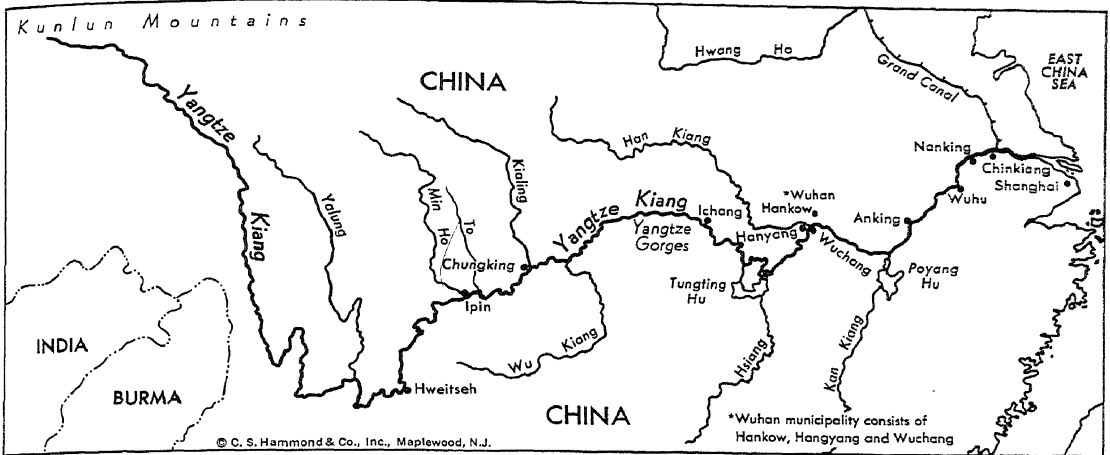 Kunlun Mountains
Yangtze
Kiang
CHINA
Hwang Ho
Grand Canal
EAST
CHINA
SEA
Yalung
Min Ho
To
Kialing
Han Kiang
Yangtze Kiang
Yangtze
Gorges
Ichang
*Wuhan
Hankow
Hanyang
Wuchang
Nanking
Chinkiang
Shanghai
Wuhu
Anking
Poyang
Hu
Tungting
Hu
Chungking
Ipin
Hweitseh
Wu Kiang
Hsiang
Kan Kiang
INDIA
BURMA
CHINA
*Wuhan municipality consists of
Hankow, Hangyang and Wuchang
© C. S. Hammond & Co., Inc., Maplewood, N.J.